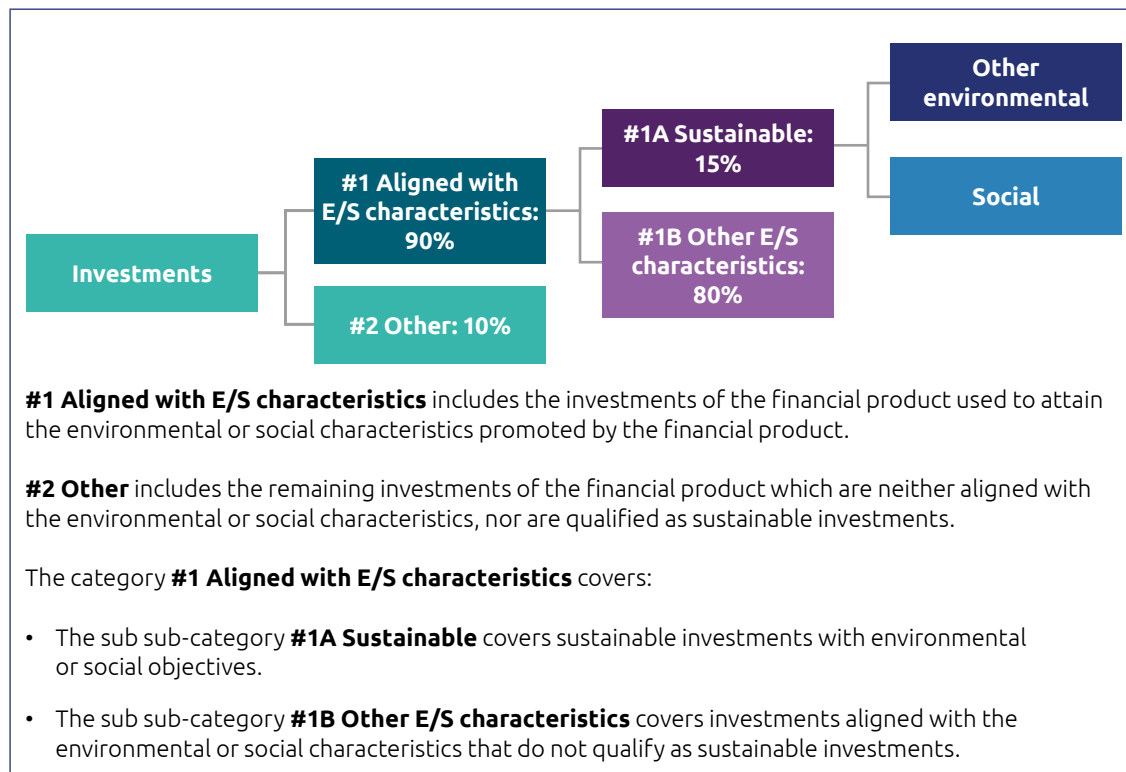 Other
environmental
#1A Sustainable:
15%
#1 Aligned with
E/S characteristics:
90%
Social
#1B Other E/S
characteristics:
80%
Investments
#2 Other: 10%
#1 Aligned with E/S characteristics includes the investments of the financial product used to attain
the environmental or social characteristics promoted by the financial product.
#2 Other includes the remaining investments of the financial product which are neither aligned with
the environmental or social characteristics, nor are qualified as sustainable investments.
The category #1 Aligned with E/S characteristics covers:
• The sub sub-category #1A Sustainable covers sustainable investments with environmental
or social objectives.
• The sub sub-category #1B Other E/S characteristics covers investments aligned with the
environmental or social characteristics that do not qualify as sustainable investments.